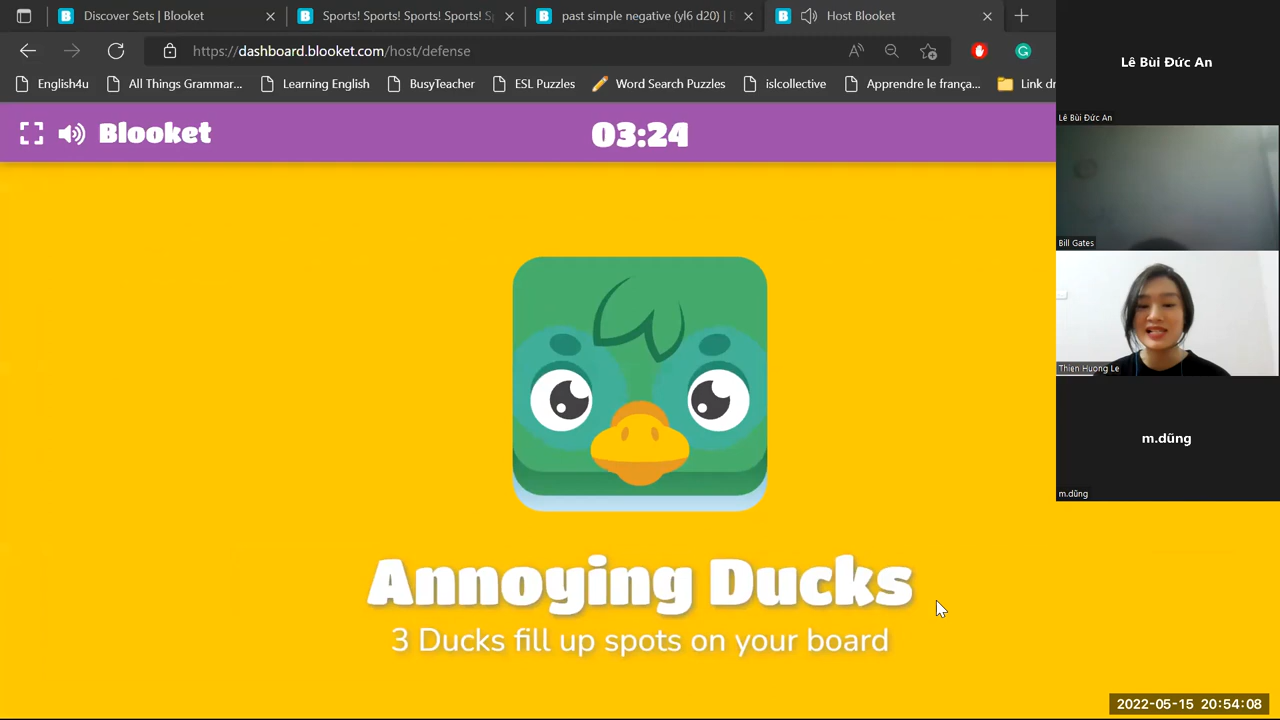 Discover Sets | Blooket
Sports! Sports! Sports! Sports! S
past simple negative (yl6 d20) |
Host Blooket
https://dashboard.blooket.com/host/defense
English4u
All Things Grammar...
Learning English
BusyTeacher
ESL Puzzles
Word Search Puzzles
islcollective
Apprendre le frança...
Link dr
Blooket
03:24
Annoying Ducks
3 Ducks fill up spots on your board
Lê Bùi Đức An
Lê Bùi Đức An
Bill Gates
Thien Huong Le
m.dũng
m.dũng
2022-05-15 20:54:08